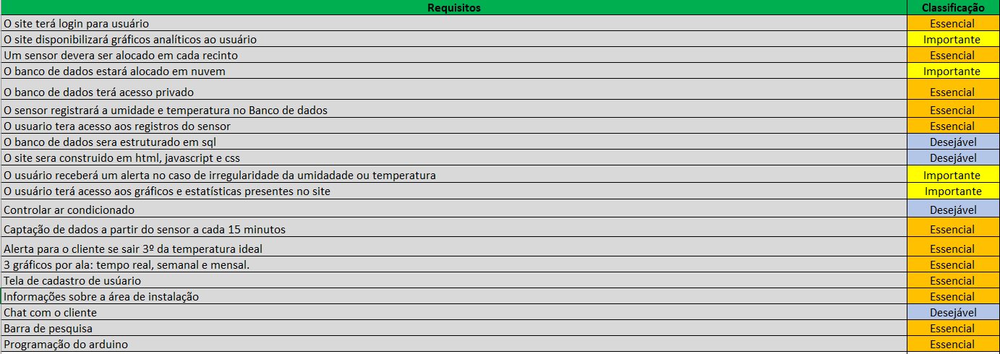 Requisitos Classificação
O site terá login para usuário Essencial
O site disponibilizará gráficos analíticos ao usuário Importante
Um sensor devera ser alocado em cada recinto Essencial
O banco de dados estará alocado em nuvem Importante
O banco de dados terá acesso privado Essencial
O sensor registrará a umidade e temperatura no Banco de dados Essencial
O usuario tera acesso aos registros do sensor Essencial
O banco de dados sera estruturado em sql Desejável
O site sera construido em html, javascript e css Desejável
O usuário receberá um alerta no caso de irregularidade da umidadade ou temperatura Importante
O usuário terá acesso aos gráficos e estatísticas presentes no site Importante
Controlar ar condicionado Desejável
Captação de dados a partir do sensor a cada 15 minutos Essencial
Alerta para o cliente se sair 3º da temperatura ideal Essencial
3 gráficos por ala: tempo real, semanal e mensal. Essencial
Tela de cadastro de usúario Essencial
Informações sobre a área de instalação Essencial
Chat com o cliente Desejável
Barra de pesquisa Essencial
Programação do arduino Essencial